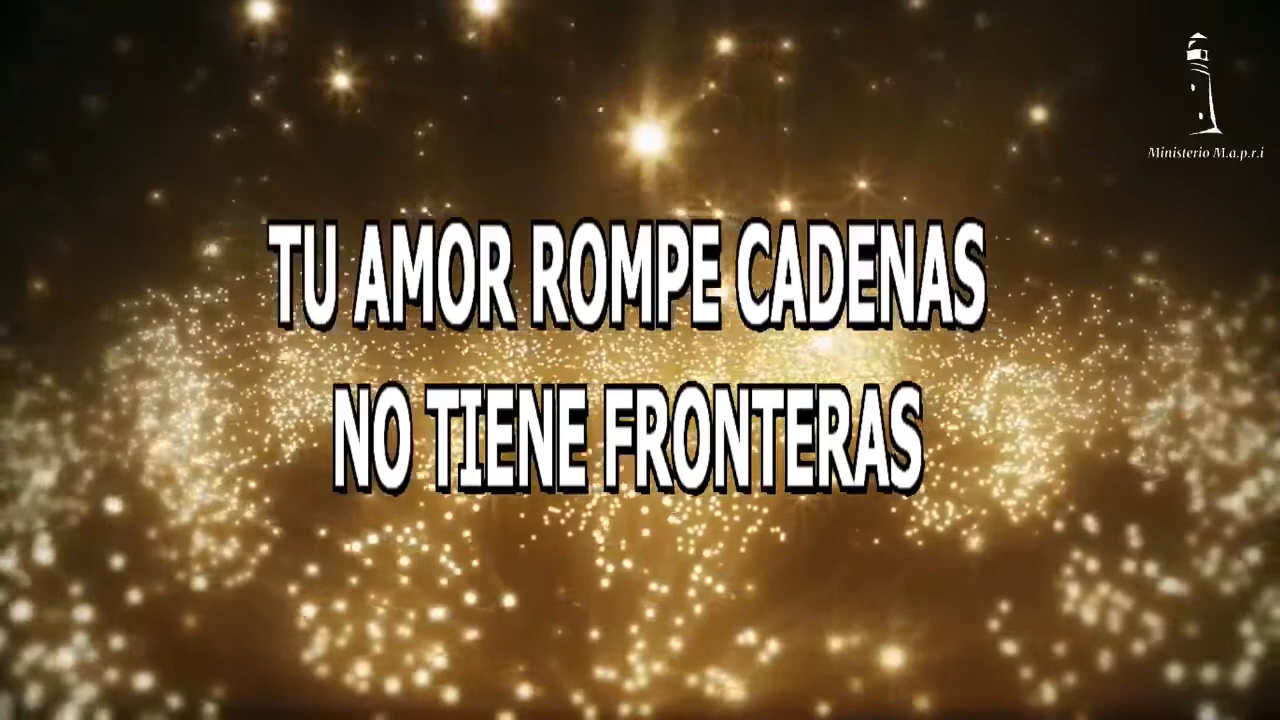 Ministerio M.a.p.r.i
TU AMOR ROMPE CADENAS
NO TIENE FRONTERAS